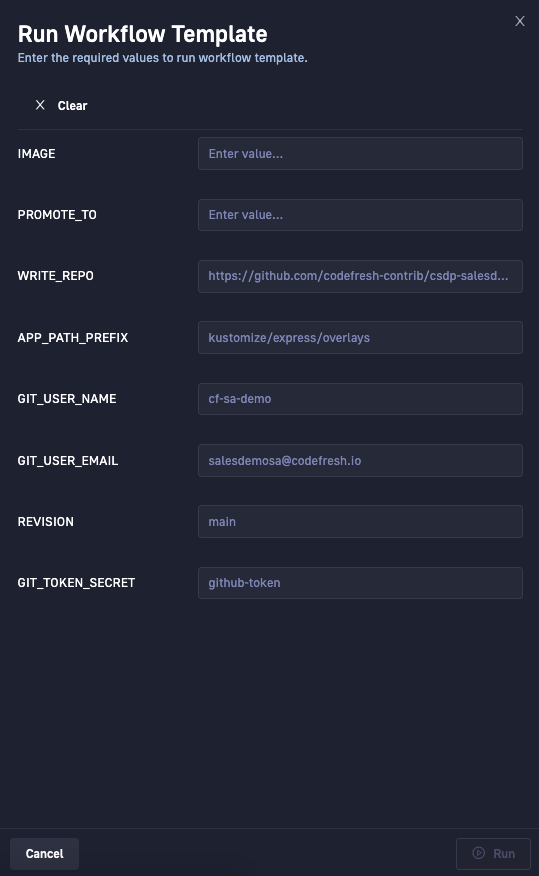 Run Workflow Template
Enter the required values to run workflow template.
Clear
IMAGE Enter value...
PROMOTE_TO Enter value...
WRITE_REPO https://github.com/codefresh-contrib/csdp-salesd...
APP_PATH_PREFIX kustomize/express/overlays
GIT_USER_NAME cf-sa-demo
GIT_USER_EMAIL salesdemosa@codefresh.io
REVISION main
GIT_TOKEN_SECRET github-token
Cancel Run